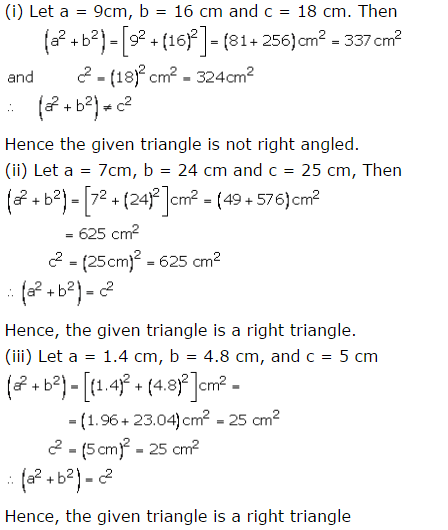 (i) Let a = 9cm, b = 16 cm and c = 18 cm. Then
(a² + b²) = [9² + (16)²] = (81 + 256) cm² = 337 cm²
and c² = (18)² cm² = 324 cm²
∴ (a² + b²) ≠ c²
Hence the given triangle is not right angled.
(ii) Let a = 7cm, b = 24 cm and c = 25 cm, Then
(a² + b²) = [7² + (24)²] cm² = (49 + 576) cm²
= 625 cm²
c² = (25 cm)² = 625 cm²
∴ (a² + b²) = c²
Hence, the given triangle is a right triangle.
(iii) Let a = 1.4 cm, b = 4.8 cm, and c = 5 cm
(a² + b²) = [(1.4)² + (4.8)²] cm² =
= (1.96 + 23.04) cm² = 25 cm²
c² = (5 cm)² = 25 cm²
∴ (a² + b²) = c²
Hence, the given triangle is a right triangle